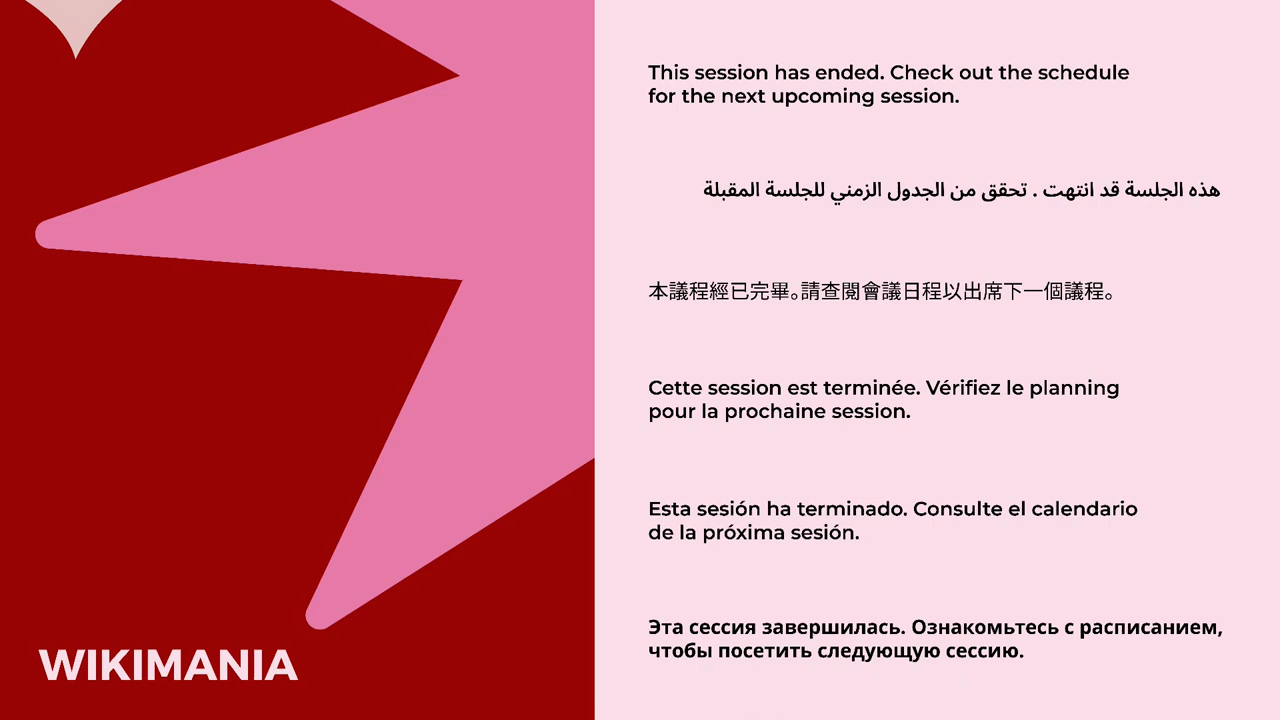 This session has ended. Check out the schedule
for the next upcoming session.
هذه الجلسة قد انتهت . تحقق من الجدول الزمني للجلسة المقبلة
本議程經已完畢。請查閱會議日程以出席下一個議程。
Cette session est terminée. Vérifiez le planning
pour la prochaine session.
Esta sesión ha terminado. Consulte el calendario
de la próxima sesión.
Эта сессия завершилась. Ознакомьтесь с расписанием,
чтобы посетить следующую сессию.
WIKIMANIA